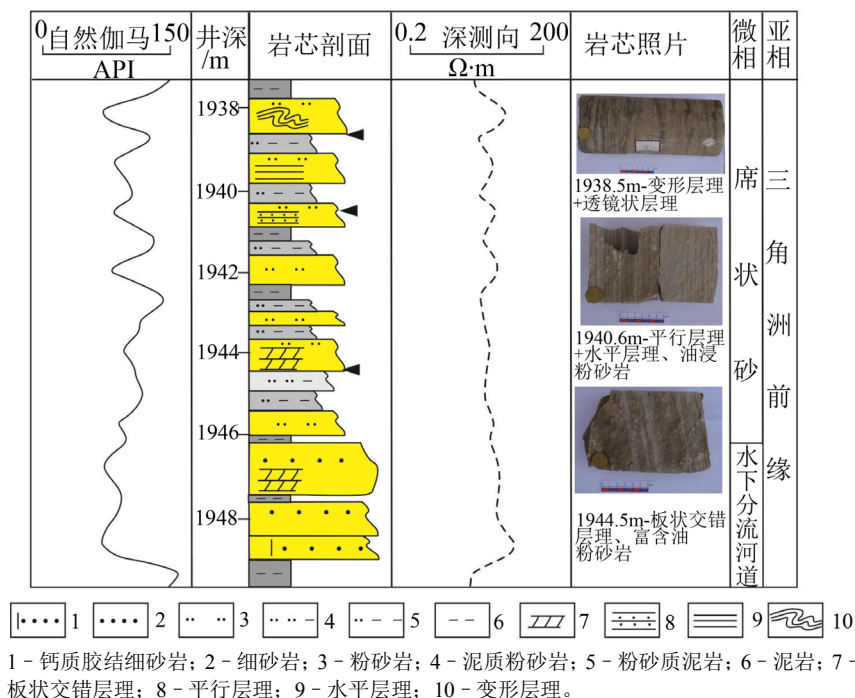 0 自然伽马 150
API
井深
/m
岩芯剖面
0.2 深测向 200
Ω·m
岩芯照片
微相
亚相
1938
1940
1942
1944
1946
1948
1938.5m-变形层理
+透镜状层理
1940.6m-平行层理
+水平层理、油浸
粉砂岩
1944.5m-板状交错
层理、富含油
粉砂岩
席状砂
水下分流河道
三角洲前缘
1 2 3 4 5 6 7 8 9 10
1-钙质胶结细砂岩；2-细砂岩；3-粉砂岩；4-泥质粉砂岩；5-粉砂质泥岩；6-泥岩；7-
板状交错层理；8-平行层理；9-水平层理；10-变形层理。